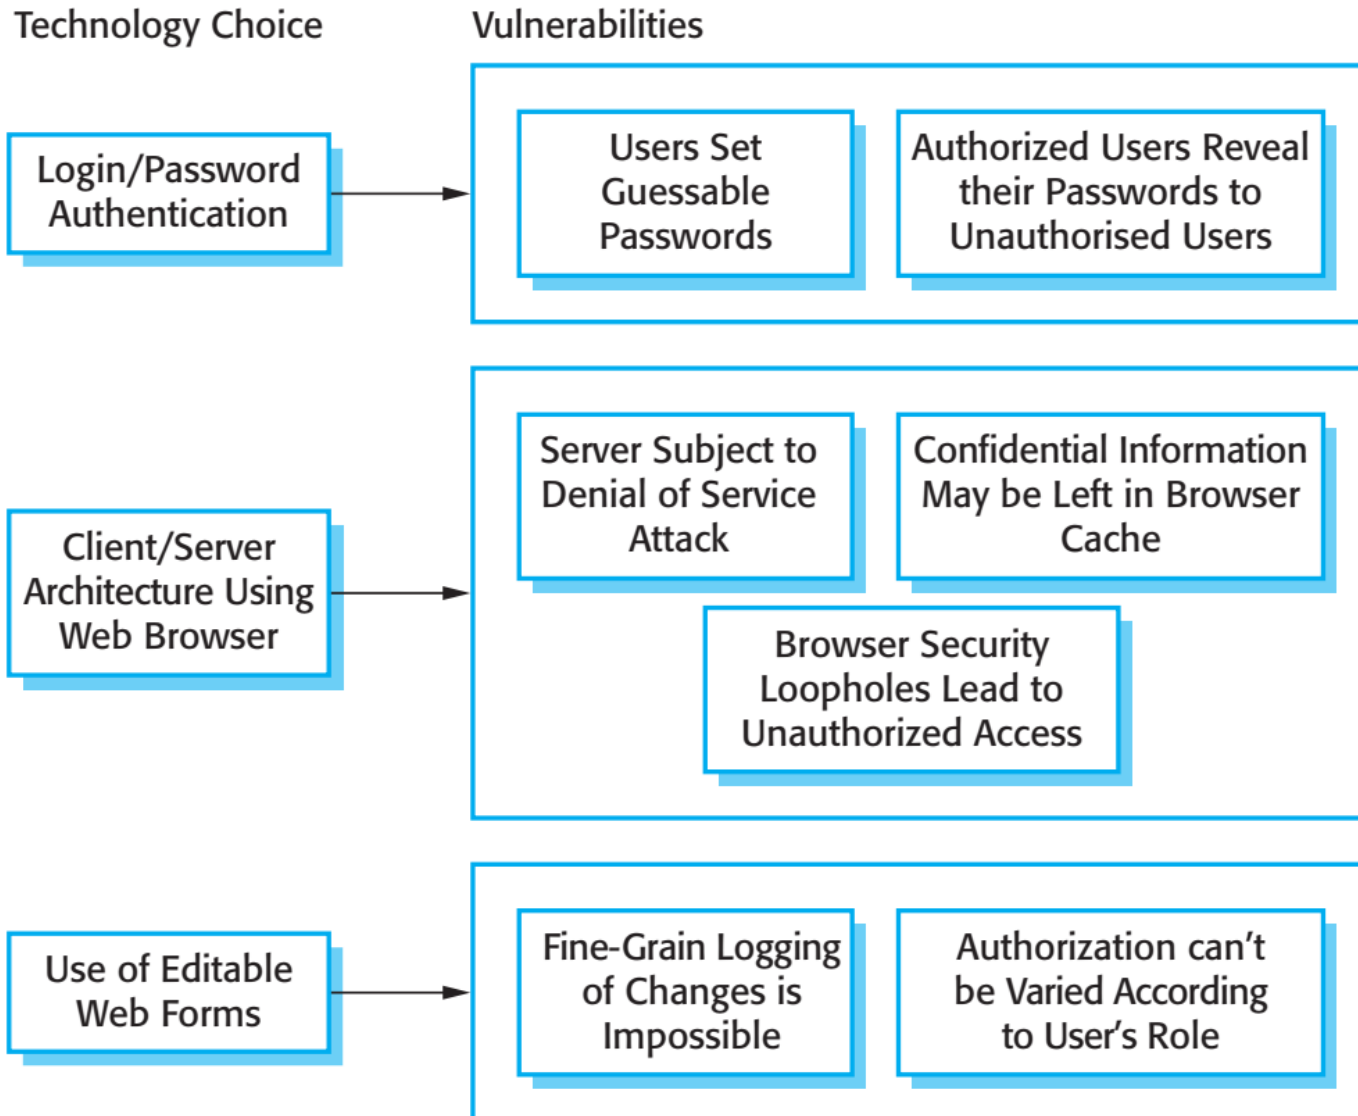 Technology Choice
Vulnerabilities
Login/Password
Authentication
Users Set
Guessable
Passwords
Authorized Users Reveal
their Passwords to
Unauthorised Users
Client/Server
Architecture Using
Web Browser
Server Subject to
Denial of Service
Attack
Confidential Information
May be Left in Browser
Cache
Browser Security
Loopholes Lead to
Unauthorized Access
Use of Editable
Web Forms
Fine-Grain Logging
of Changes is
Impossible
Authorization can't
be Varied According
to User's Role